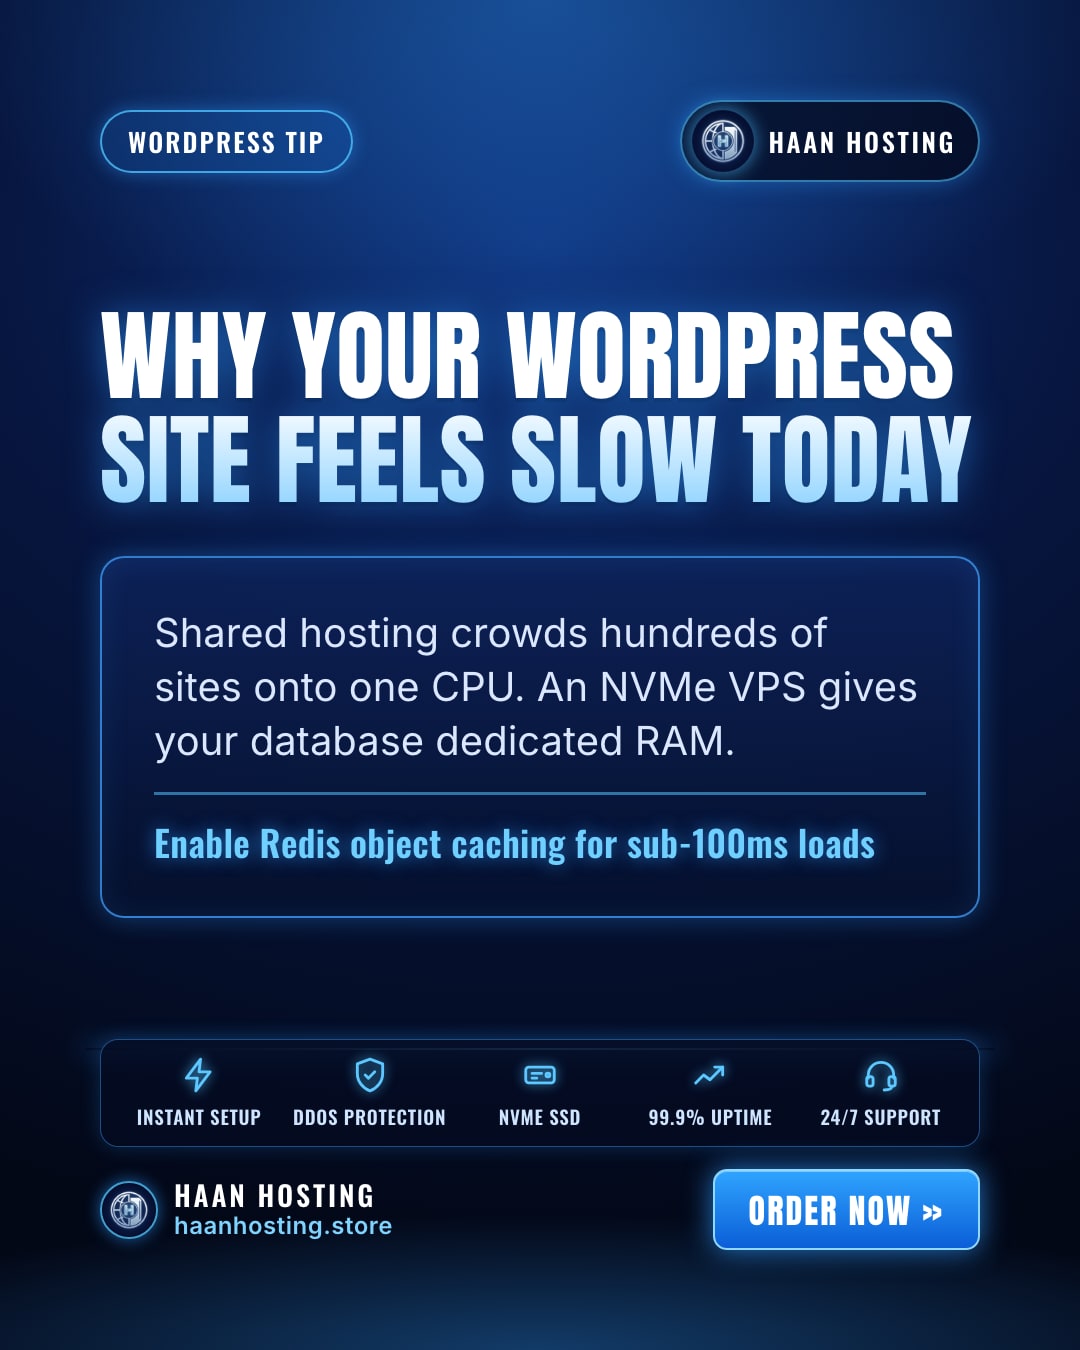 WORDPRESS TIP
HAAN HOSTING
WHY YOUR WORDPRESS
SITE FEELS SLOW TODAY
Shared hosting crowds hundreds of
sites onto one CPU. An NVMe VPS gives
your database dedicated RAM.
Enable Redis object caching for sub-100ms loads
INSTANT SETUP
DDOS PROTECTION
NVME SSD
99.9% UPTIME
24/7 SUPPORT
HAAN HOSTING
haanhosting.store
ORDER NOW »